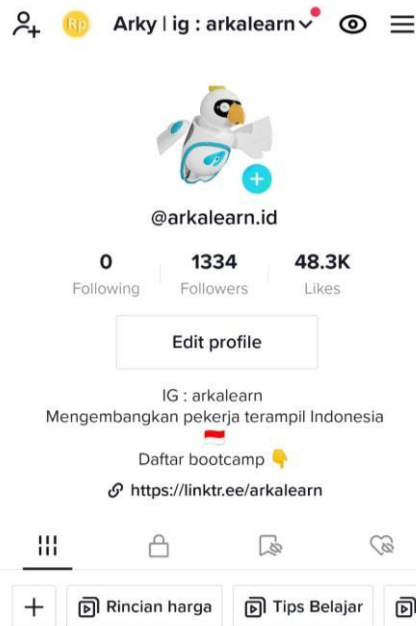 Rp Arky | ig : arkalearn
@arkalearn.id
0 1334 48.3K
Following Followers Likes
Edit profile
IG : arkalearn
Mengembangkan pekerja terampil Indonesia
🇮🇩
Daftar bootcamp 👇
https://linktr.ee/arkalearn
Rincian harga Tips Belajar